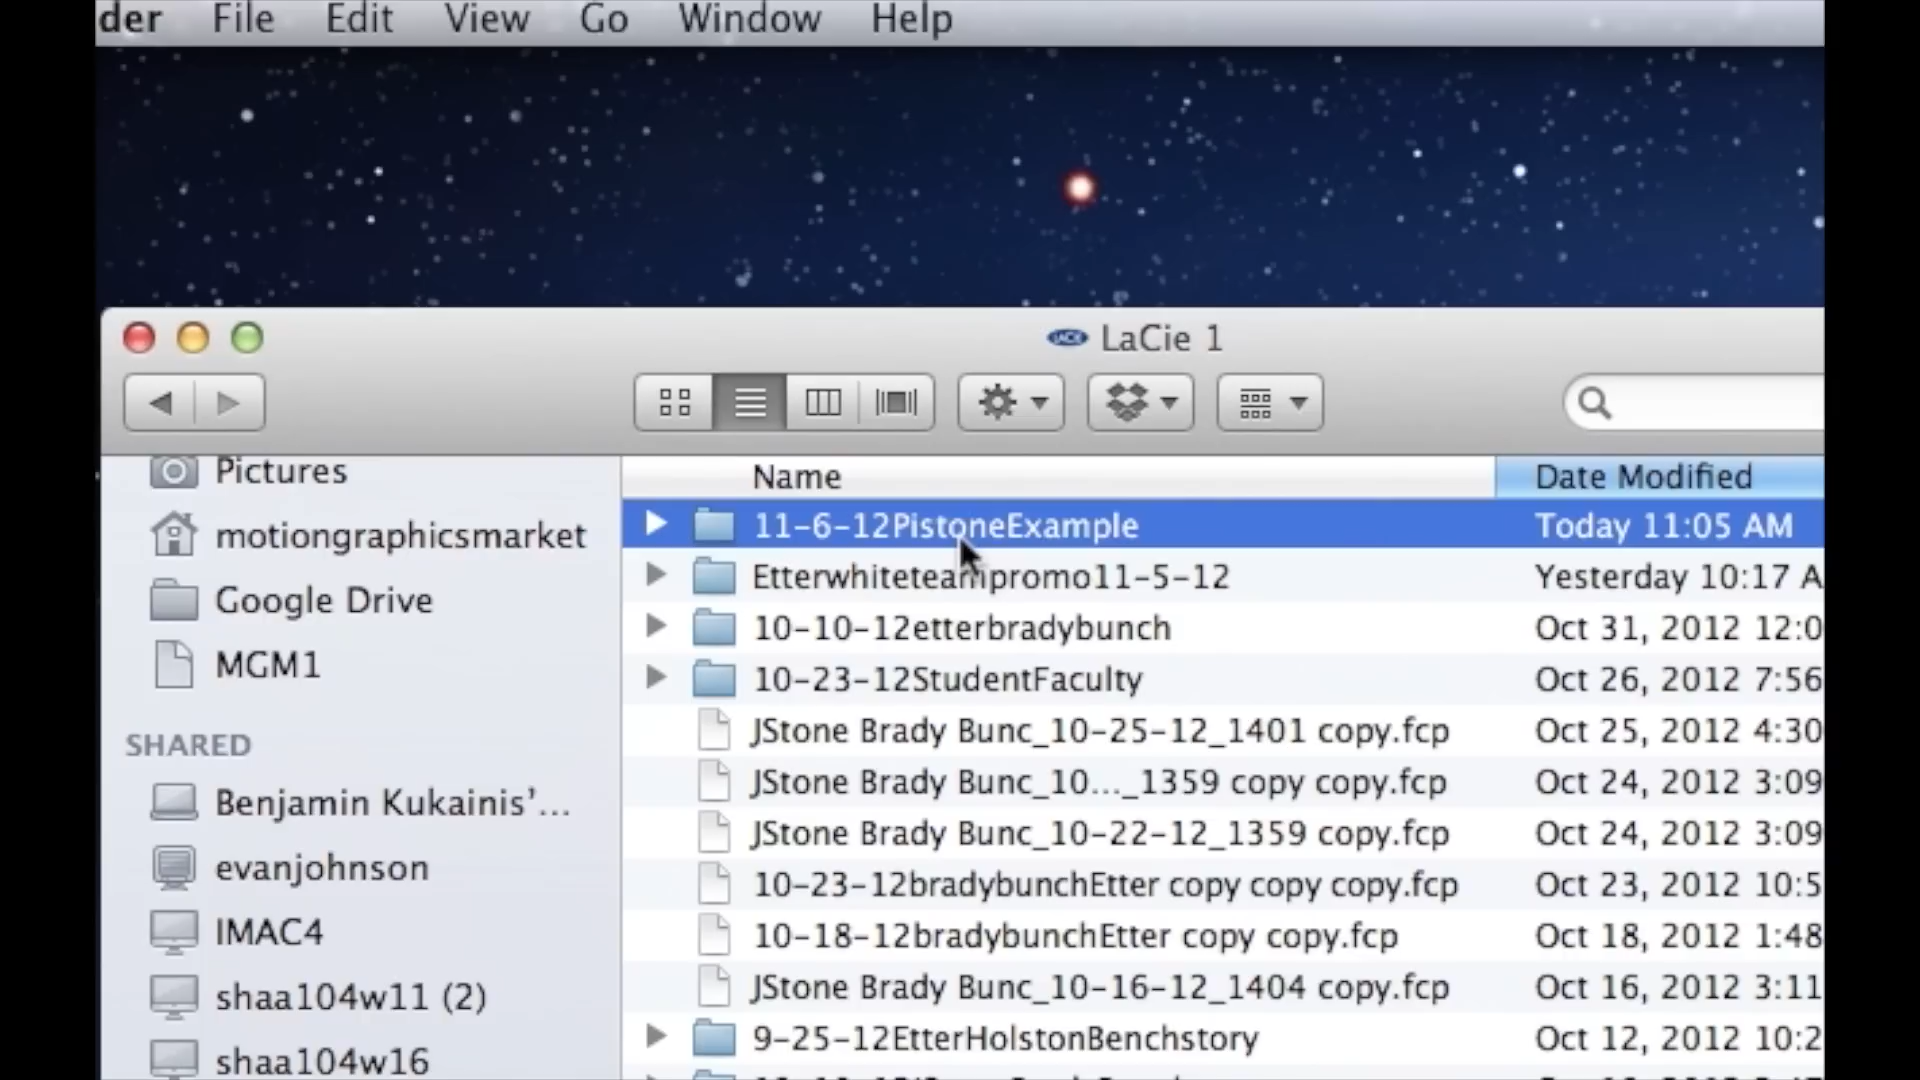 der File Edit View Go Window Help
LaCie 1
Name Date Modified
Pictures
motiongraphicsmarket
Google Drive
MGM1
SHARED
Benjamin Kukainis’...
evanjohnson
IMAC4
shaa104w11 (2)
shaa104w16
11-6-12PistoneExample Today 11:05 AM
Etterwhiteteampromo11-5-12 Yesterday 10:17 A
10-10-12etterbradybunch Oct 31, 2012 12:0
10-23-12StudentFaculty Oct 26, 2012 7:56
JStone Brady Bunc_10-25-12_1401 copy.fcp Oct 25, 2012 4:30
JStone Brady Bunc_10..._1359 copy copy.fcp Oct 24, 2012 3:09
JStone Brady Bunc_10-22-12_1359 copy.fcp Oct 24, 2012 3:09
10-23-12bradybunchEtter copy copy copy.fcp Oct 23, 2012 10:5
10-18-12bradybunchEtter copy copy.fcp Oct 18, 2012 1:48
JStone Brady Bunc_10-16-12_1404 copy.fcp Oct 16, 2012 3:11
9-25-12EtterHolstonBenchstory Oct 12, 2012 10:2